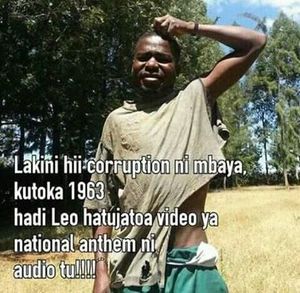 Lakini hii corruption ni mbaya,
kutoka 1963
hadi Leo hatujatoa video ya
national anthem ni
audio tu!!!!